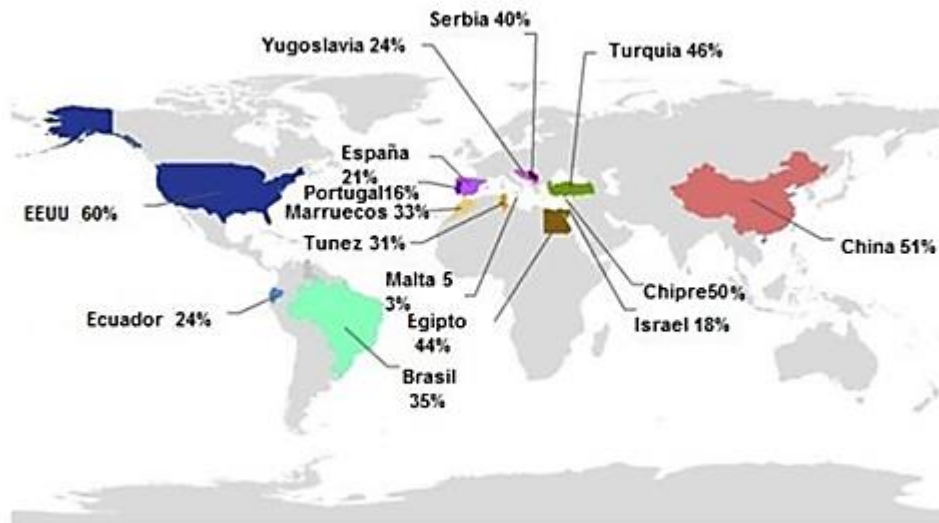 Serbia 40%
Yugoslavia 24%
Turquia 46%
España
21%
Portugal16%
EEUU  60%
Marruecos 33%
Tunez 31%
China 51%
Malta 5
3%
Chipre50%
Ecuador  24%
Egipto
44%
Israel 18%
Brasil
35%